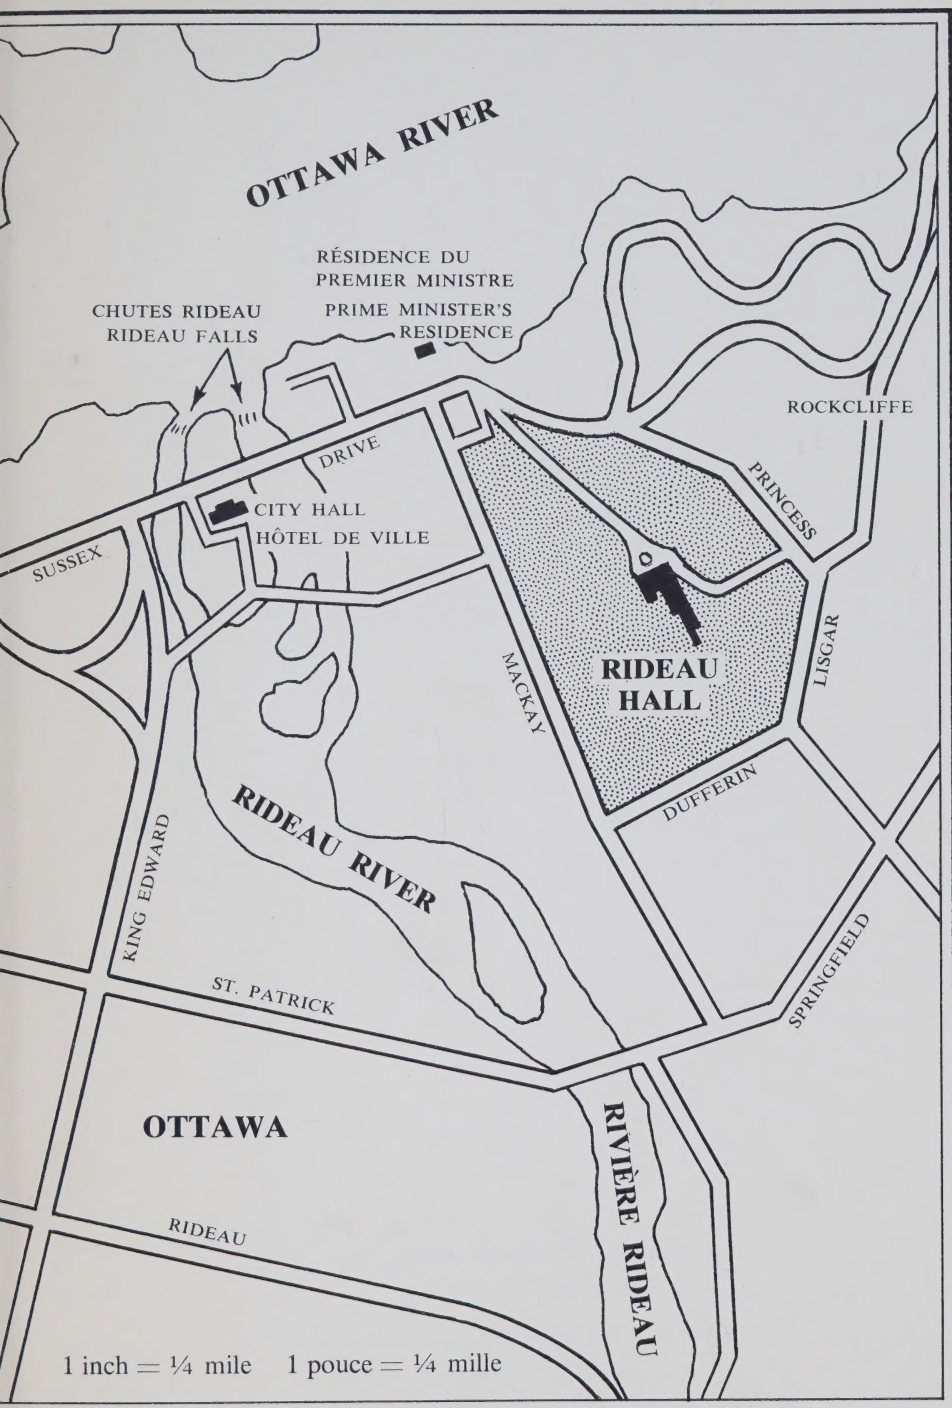 OTTAWA RIVER
RÉSIDENCE DU
PREMIER MINISTRE
PRIME MINISTER'S
RESIDENCE
CHUTES RIDEAU
RIDEAU FALLS
ROCKCLIFFE
DRIVE
PRINCESS
CITY HALL
HÔTEL DE VILLE
SUSSEX
LISGAR
RIDEAU
HALL
MACKAY
DUFFERIN
RIDEAU RIVER
KING EDWARD
SPRINGFIELD
ST. PATRICK
OTTAWA
RIVIÈRE RIDEAU
RIDEAU
1 inch = ¼ mile 1 pouce = ¼ mille